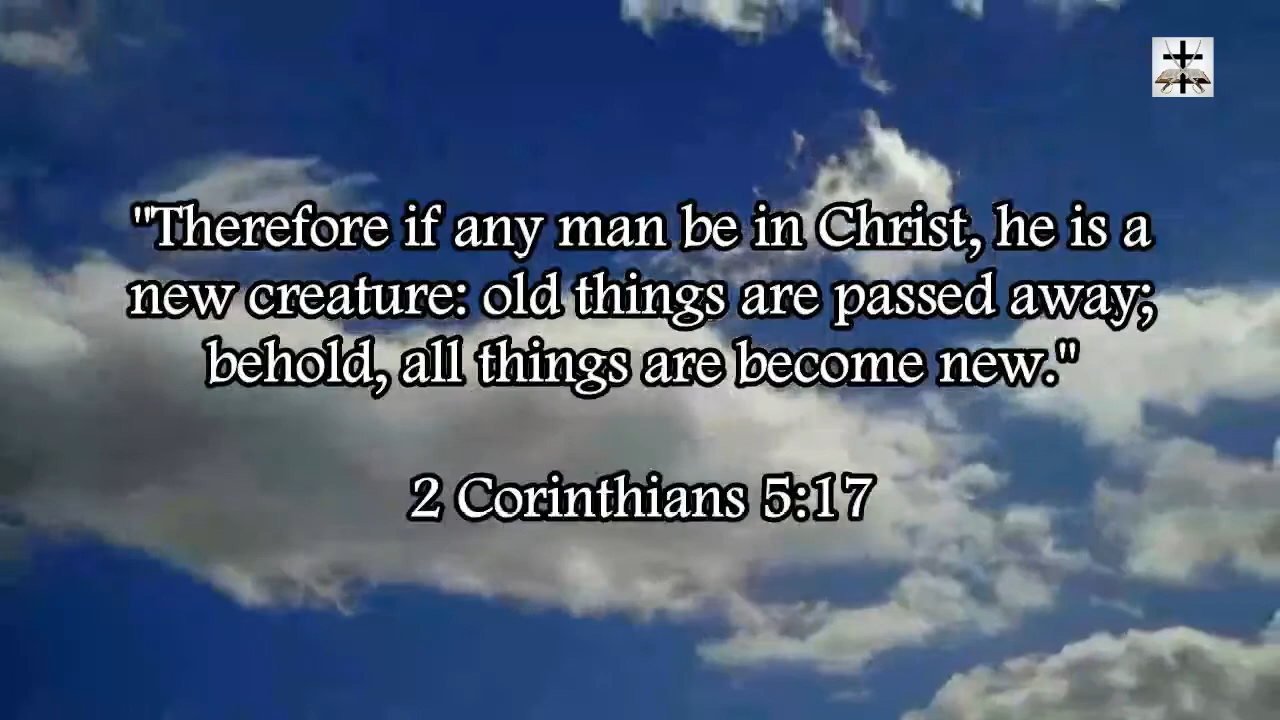 "Therefore if any man be in Christ, he is a
new creature: old things are passed away;
behold, all things are become new."
2 Corinthians 5:17